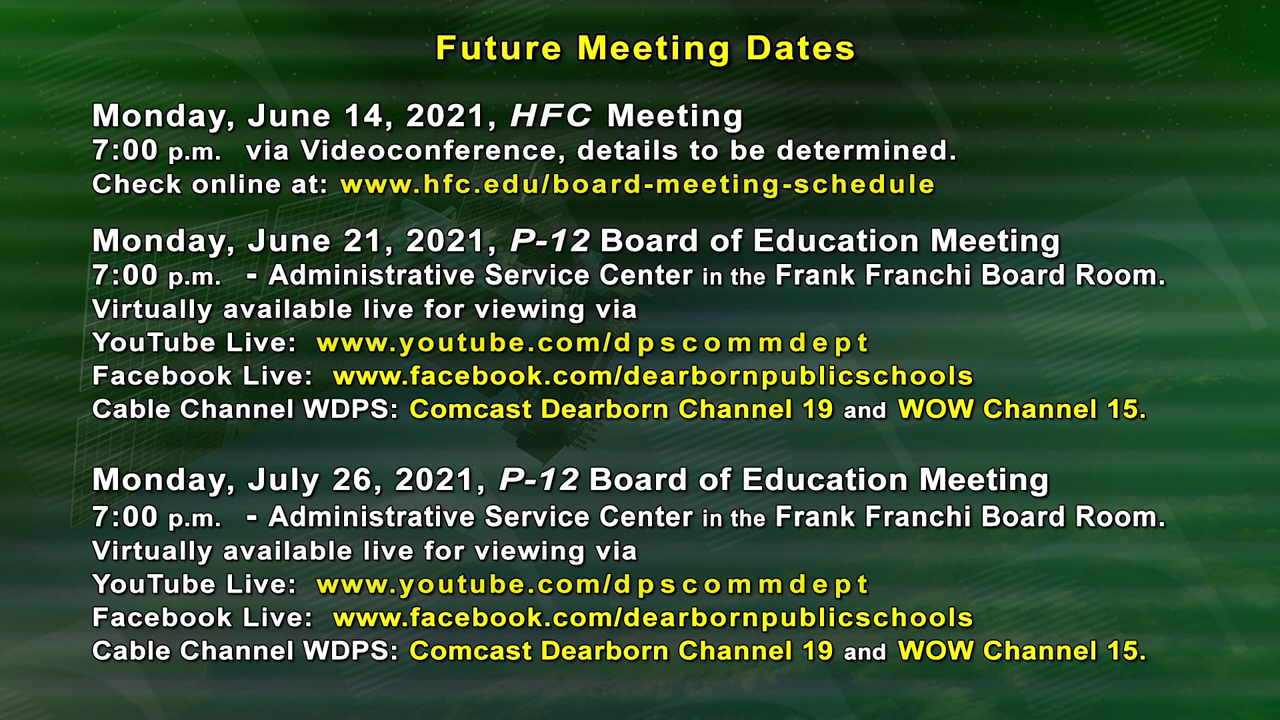 Future Meeting Dates
Monday, June 14, 2021, HFC Meeting
7:00 p.m. via Videoconference, details to be determined.
Check online at: www.hfc.edu/board-meeting-schedule
Monday, June 21, 2021, P-12 Board of Education Meeting
7:00 p.m. - Administrative Service Center in the Frank Franchi Board Room.
Virtually available live for viewing via
YouTube Live: www.youtube.com/dpscommdept
Facebook Live: www.facebook.com/dearbornpublicschools
Cable Channel WDPS: Comcast Dearborn Channel 19 and WOW Channel 15.
Monday, July 26, 2021, P-12 Board of Education Meeting
7:00 p.m. - Administrative Service Center in the Frank Franchi Board Room.
Virtually available live for viewing via
YouTube Live: www.youtube.com/dpscommdept
Facebook Live: www.facebook.com/dearbornpublicschools
Cable Channel WDPS: Comcast Dearborn Channel 19 and WOW Channel 15.